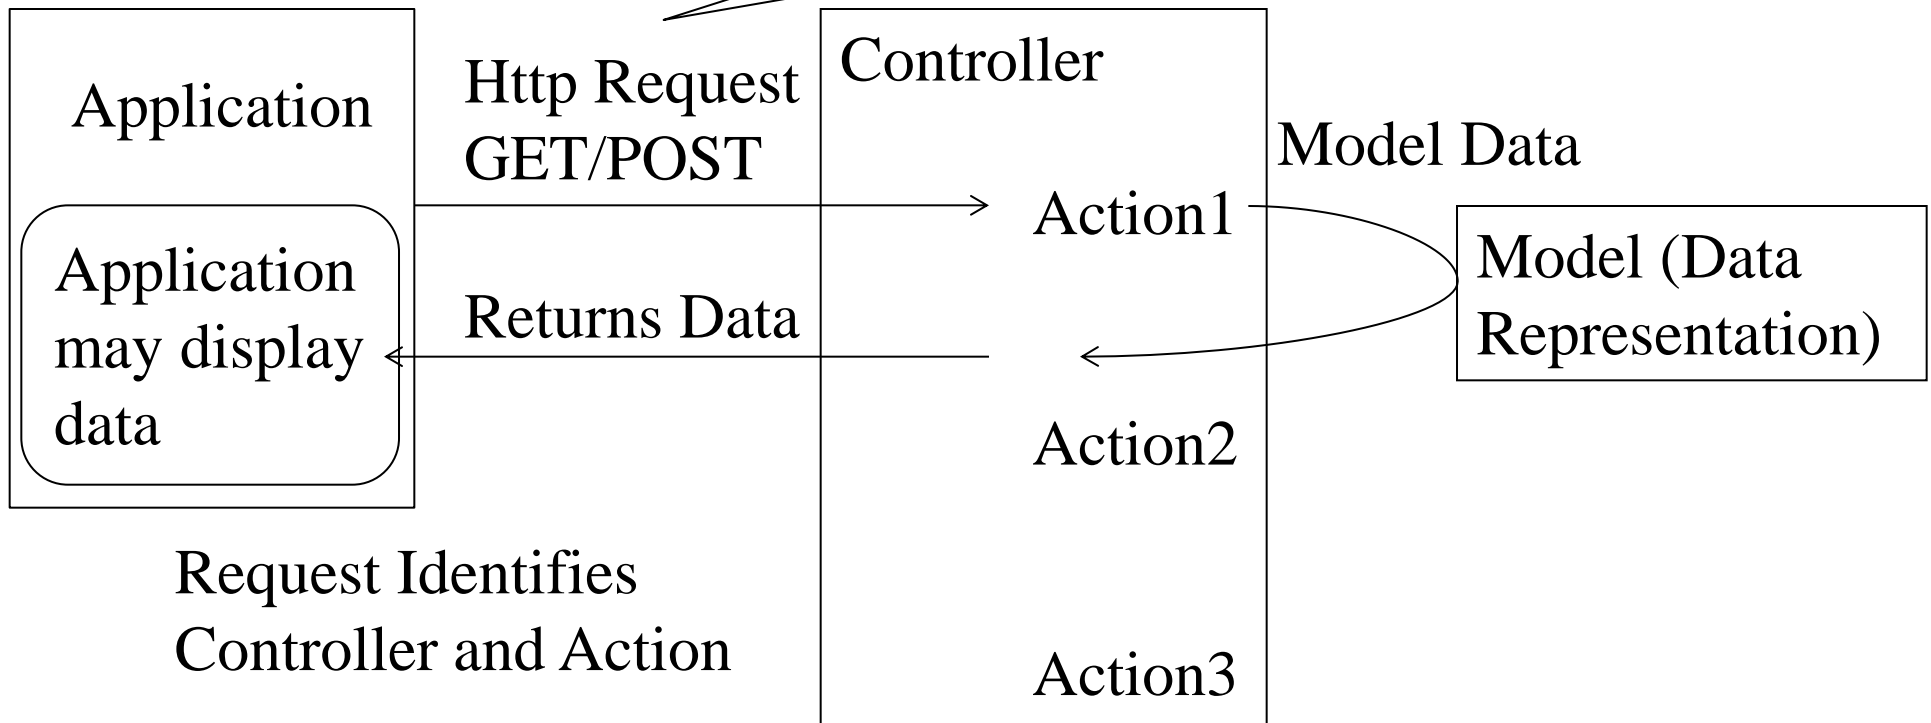 Application
Application
may display
data
Http Request
GET/POST
Returns Data
Request Identifies
Controller and Action
Controller
Action1
Action2
Action3
Model Data
Model (Data
Representation)